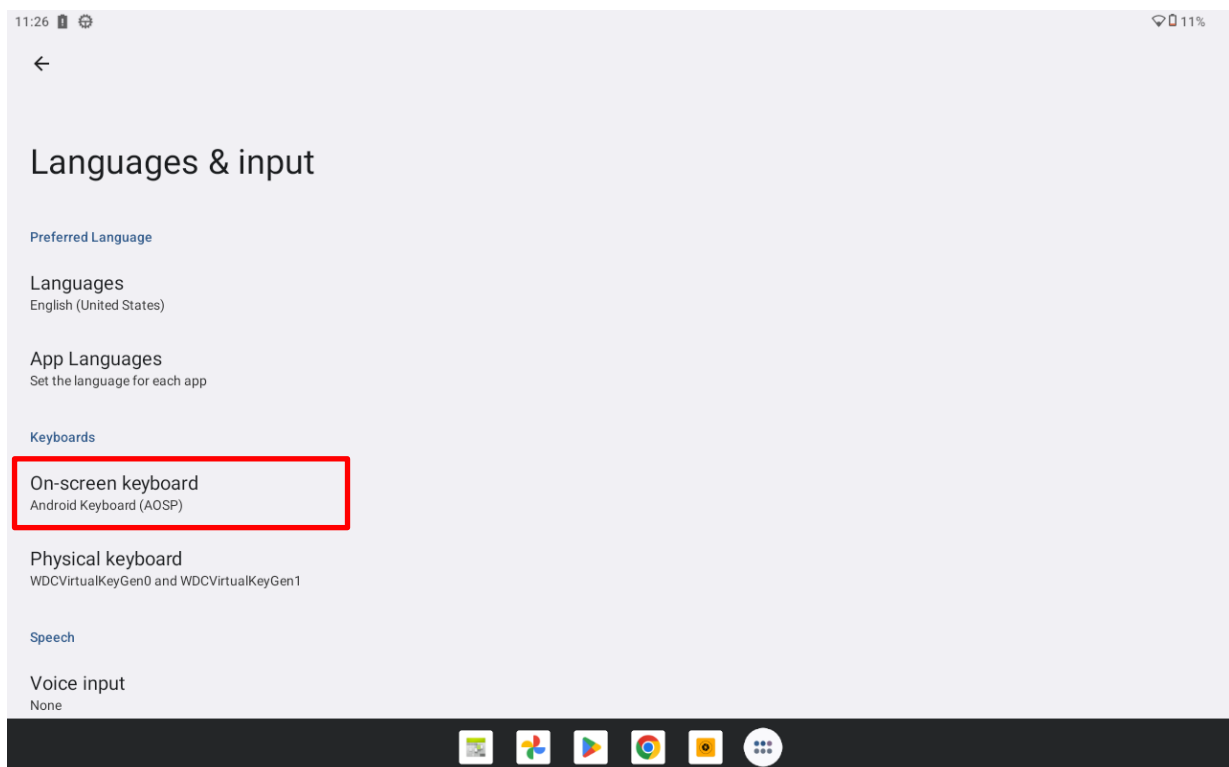 11:26
11%
Languages & input
Preferred Language
Languages
English (United States)
App Languages
Set the language for each app
Keyboards
On-screen keyboard
Android Keyboard (AOSP)
Physical keyboard
WDCVirtualKeyGen0 and WDCVirtualKeyGen1
Speech
Voice input
None